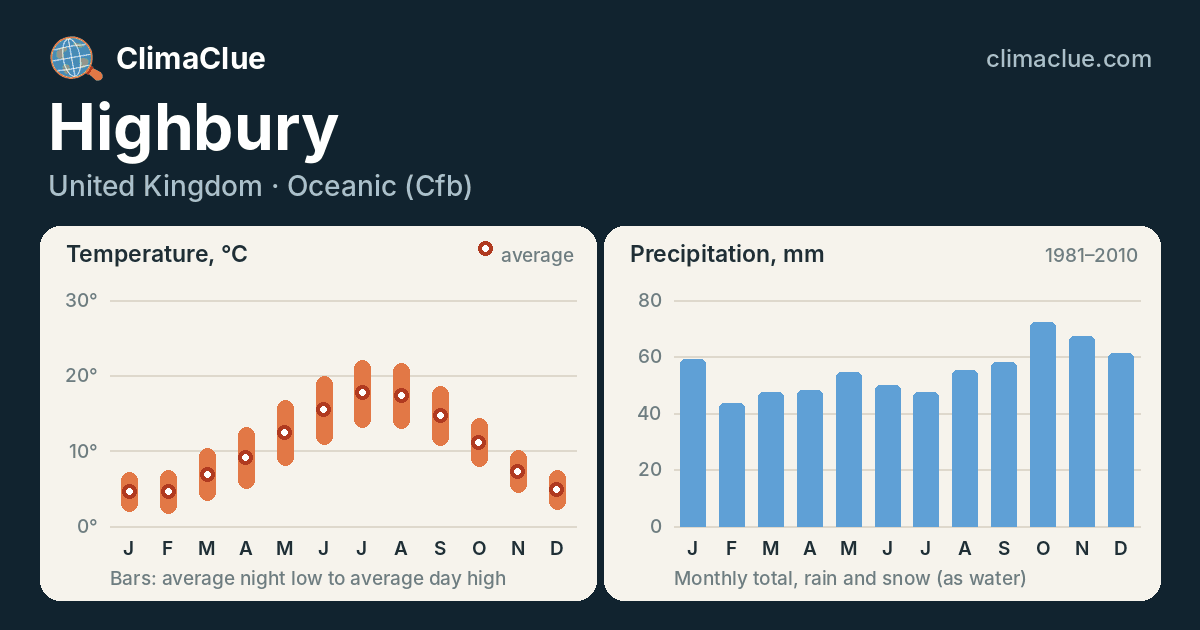 ClimaClue
climaclue.com
Highbury
United Kingdom · Oceanic (Cfb)
Temperature, °C
average
30°
20°
10°
0°
J F M A M J J A S O N D
Bars: average night low to average day high
Precipitation, mm
1981–2010
80
60
40
20
0
J F M A M J J A S O N D
Monthly total, rain and snow (as water)